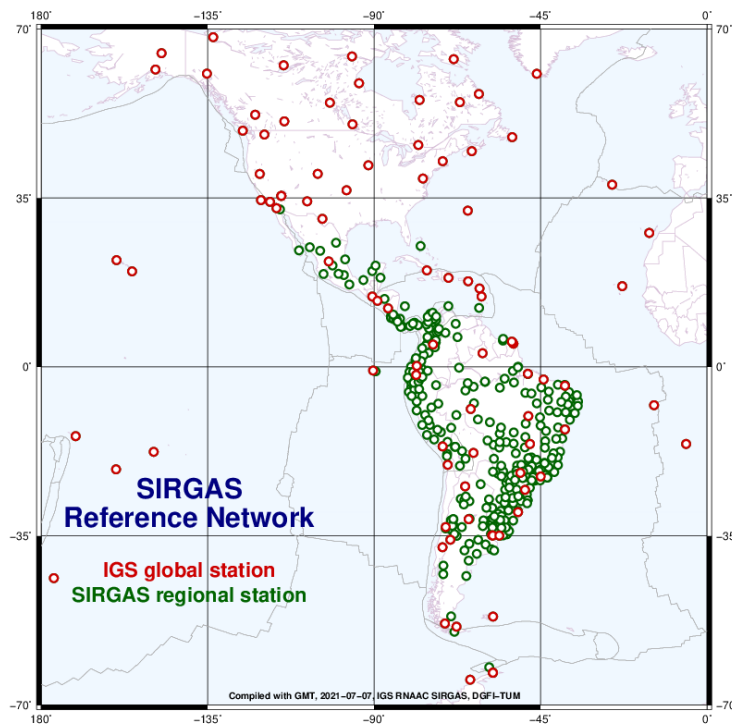 180˚ -135˚ -90˚ -45˚ 0˚
70˚ 70˚
35˚ 35˚
0˚ 0˚
SIRGAS
Reference Network
-35˚ -35˚
IGS global station
SIRGAS regional station
Compiled with GMT, 2021-07-07, IGS RNAAC SIRGAS, DGFI-TUM
-70˚ -70˚
180˚ -135˚ -90˚ -45˚ 0˚